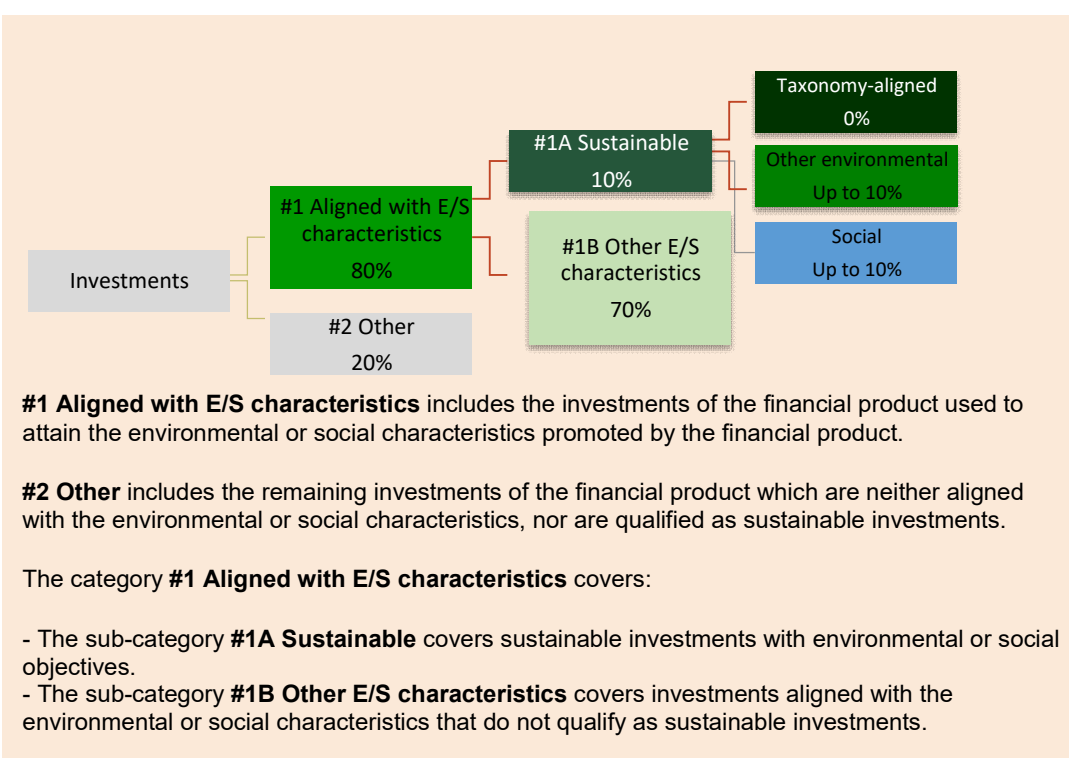 Investments
#1 Aligned with E/S
characteristics
80%
#2 Other
20%
#1A Sustainable
10%
#1B Other E/S
characteristics
70%
Taxonomy-aligned
0%
Other environmental
Up to 10%
Social
Up to 10%
#1 Aligned with E/S characteristics includes the investments of the financial product used to
attain the environmental or social characteristics promoted by the financial product.
#2 Other includes the remaining investments of the financial product which are neither aligned
with the environmental or social characteristics, nor are qualified as sustainable investments.
The category #1 Aligned with E/S characteristics covers:
- The sub-category #1A Sustainable covers sustainable investments with environmental or social
objectives.
- The sub-category #1B Other E/S characteristics covers investments aligned with the
environmental or social characteristics that do not qualify as sustainable investments.